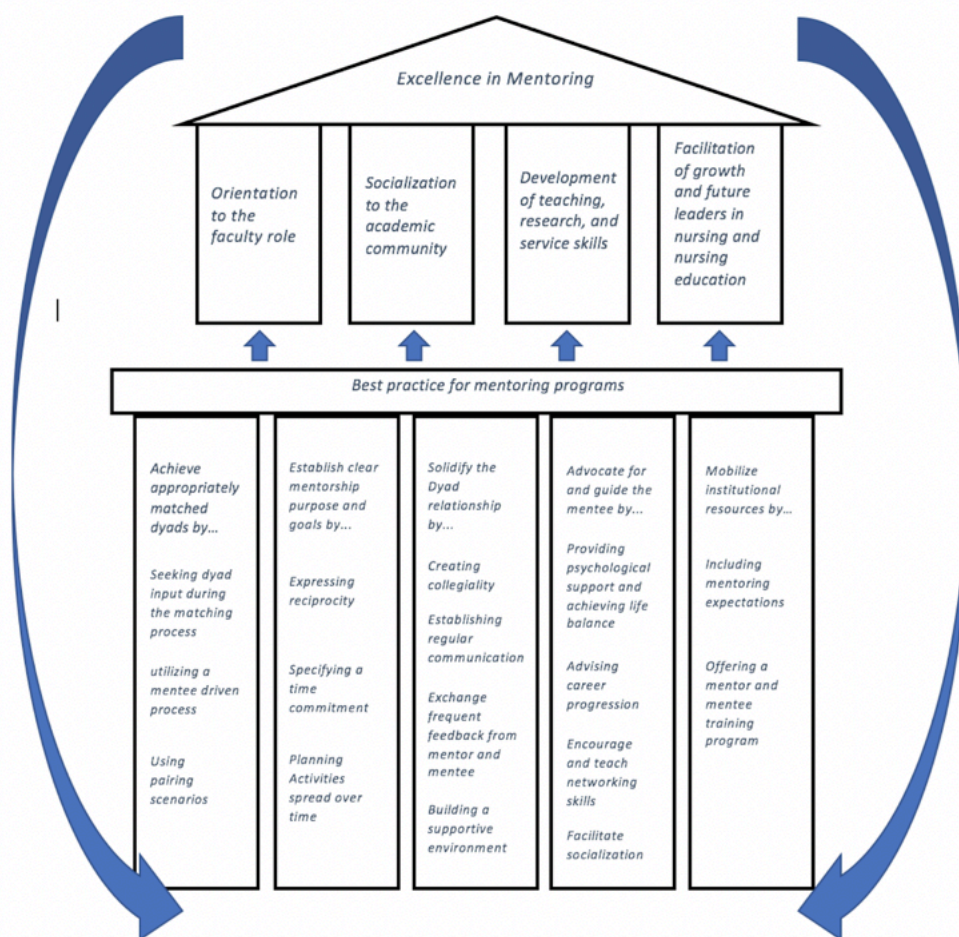 Excellence in Mentoring
Orientation
to the
faculty role
Socialization
to the
academic
community
Development
of teaching,
research, and
service skills
Facilitation
of growth
and future
leaders in
nursing and
nursing
education
Best practice for mentoring programs
Achieve
appropriately
matched
dyads by...
Seeking dyad
input during
the matching
process
utilizing a
mentee driven
process
Using
pairing
scenarios
Establish clear
mentorship
purpose and
goals by...
Expressing
reciprocity
Specifying a
time
commitment
Planning
Activities
spread over
time
Solidify the
Dyad
relationship
by...
Creating
collegiality
Establishing
regular
communication
Exchange
frequent
feedback from
mentor and
mentee
Building a
supportive
environment
Advocate for
and guide the
mentee by...
Providing
psychological
support and
achieving life
balance
Advising
career
progression
Encourage
and teach
networking
skills
Facilitate
socialization
Mobilize
institutional
resources by...
Including
mentoring
expectations
Offering a
mentor and
mentee
training
program